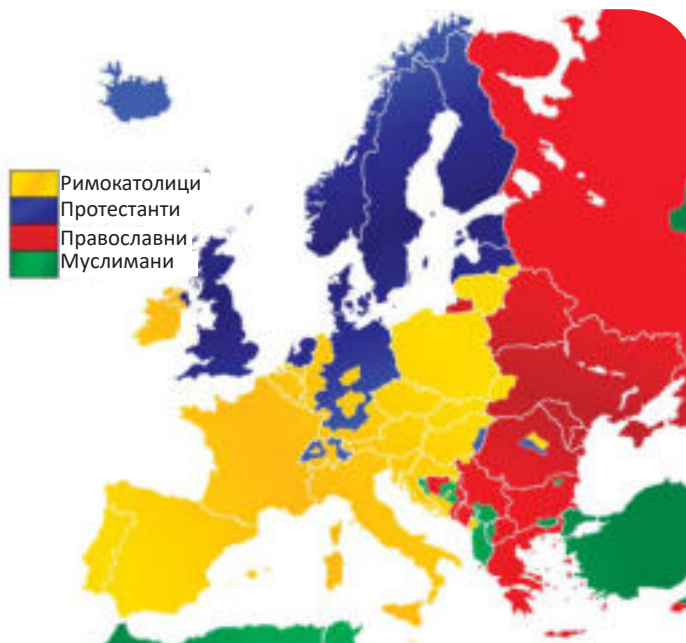 Римокатолици
Протестанти
Православни
Муслимани